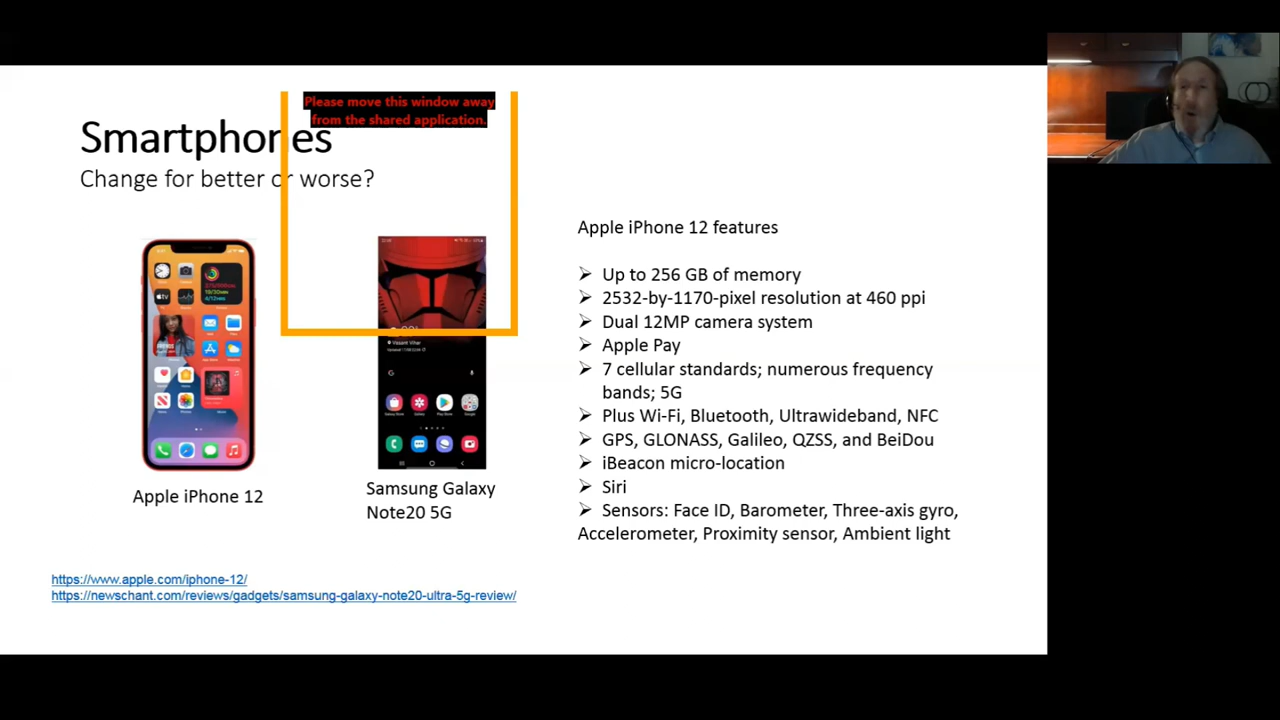 Please move this window away
from the shared application.
Smartphones
Change for better or worse?
Apple iPhone 12 features
➢ Up to 256 GB of memory
➢ 2532-by-1170-pixel resolution at 460 ppi
➢ Dual 12MP camera system
➢ Apple Pay
➢ 7 cellular standards; numerous frequency
bands; 5G
➢ Plus Wi-Fi, Bluetooth, Ultrawideband, NFC
➢ GPS, GLONASS, Galileo, QZSS, and BeiDou
➢ iBeacon micro-location
➢ Siri
➢ Sensors: Face ID, Barometer, Three-axis gyro,
Accelerometer, Proximity sensor, Ambient light
Apple iPhone 12
Samsung Galaxy
Note20 5G
https://www.apple.com/iphone-12/
https://newschant.com/reviews/gadgets/samsung-galaxy-note20-ultra-5g-review/